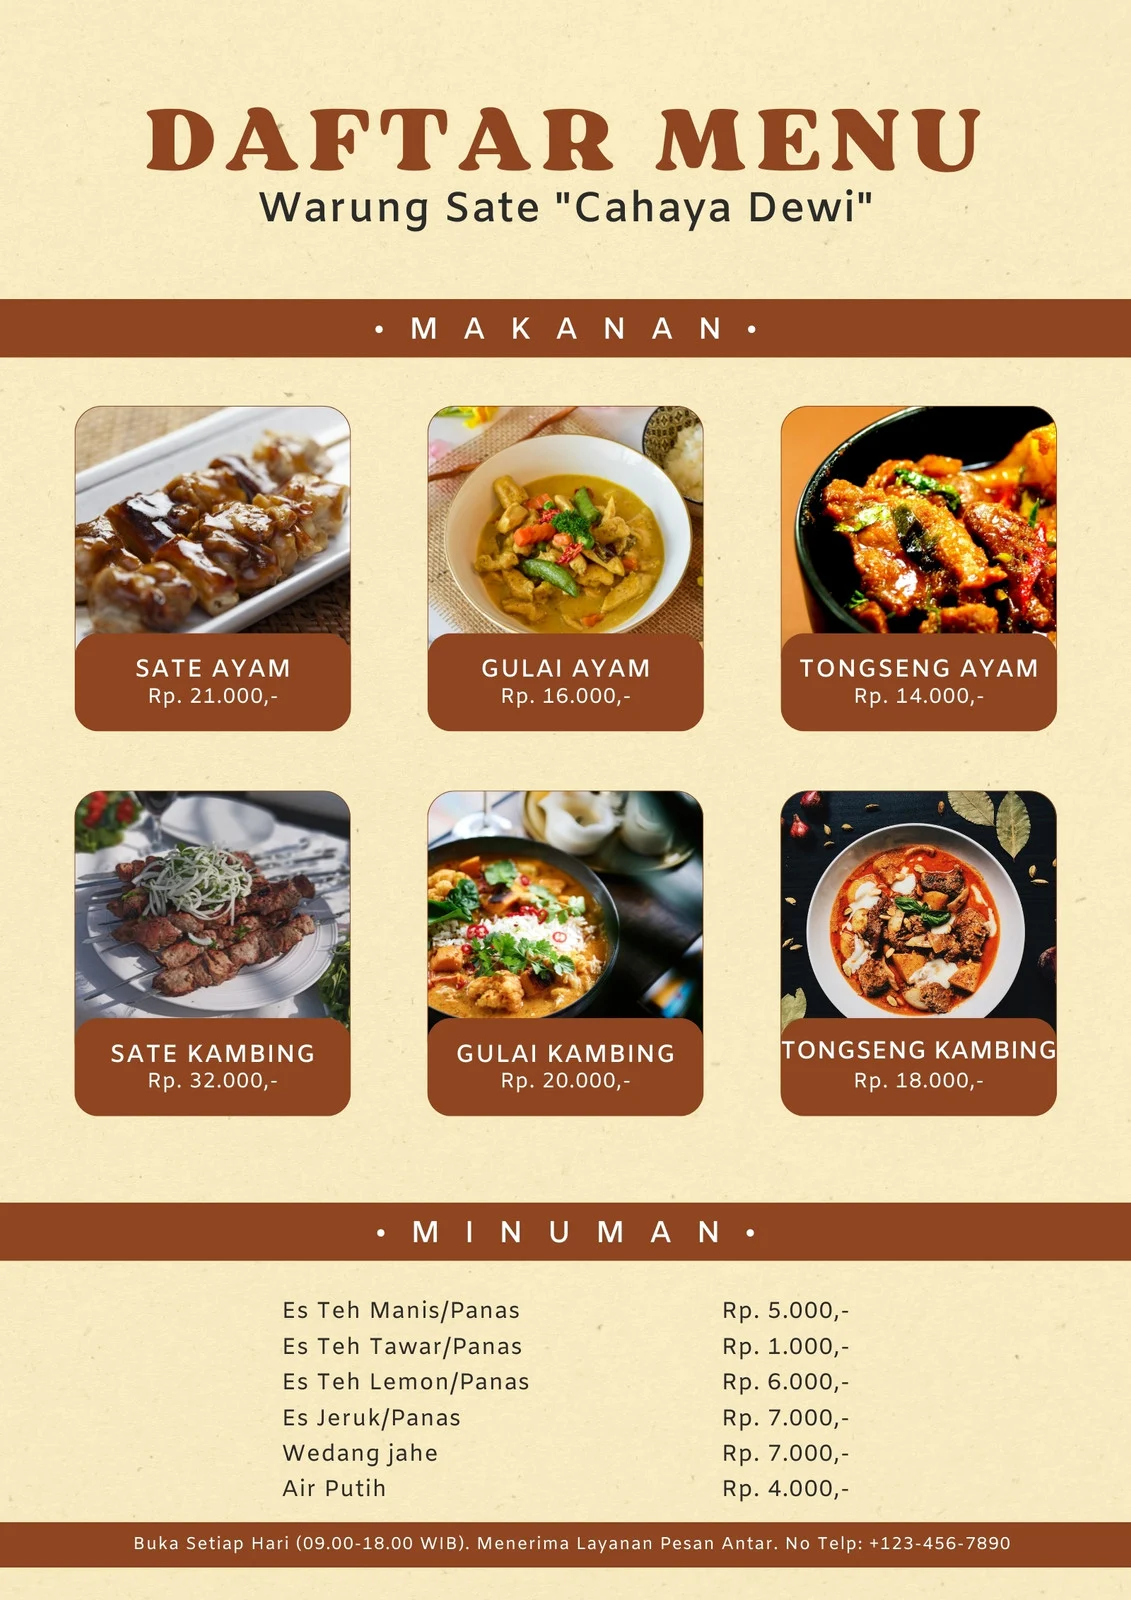 DAFTAR MENU
Warung Sate "Cahaya Dewi"
• MAKANAN •
SATE AYAM
Rp. 21.000,-
GULAI AYAM
Rp. 16.000,-
TONGSENG AYAM
Rp. 14.000,-
SATE KAMBING
Rp. 32.000,-
GULAI KAMBING
Rp. 20.000,-
TONGSENG KAMBING
Rp. 18.000,-
• MINUMAN •
Es Teh Manis/Panas Rp. 5.000,-
Es Teh Tawar/Panas Rp. 1.000,-
Es Teh Lemon/Panas Rp. 6.000,-
Es Jeruk/Panas Rp. 7.000,-
Wedang jahe Rp. 7.000,-
Air Putih Rp. 4.000,-
Buka Setiap Hari (09.00-18.00 WIB). Menerima Layanan Pesan Antar. No Telp: +123-456-7890